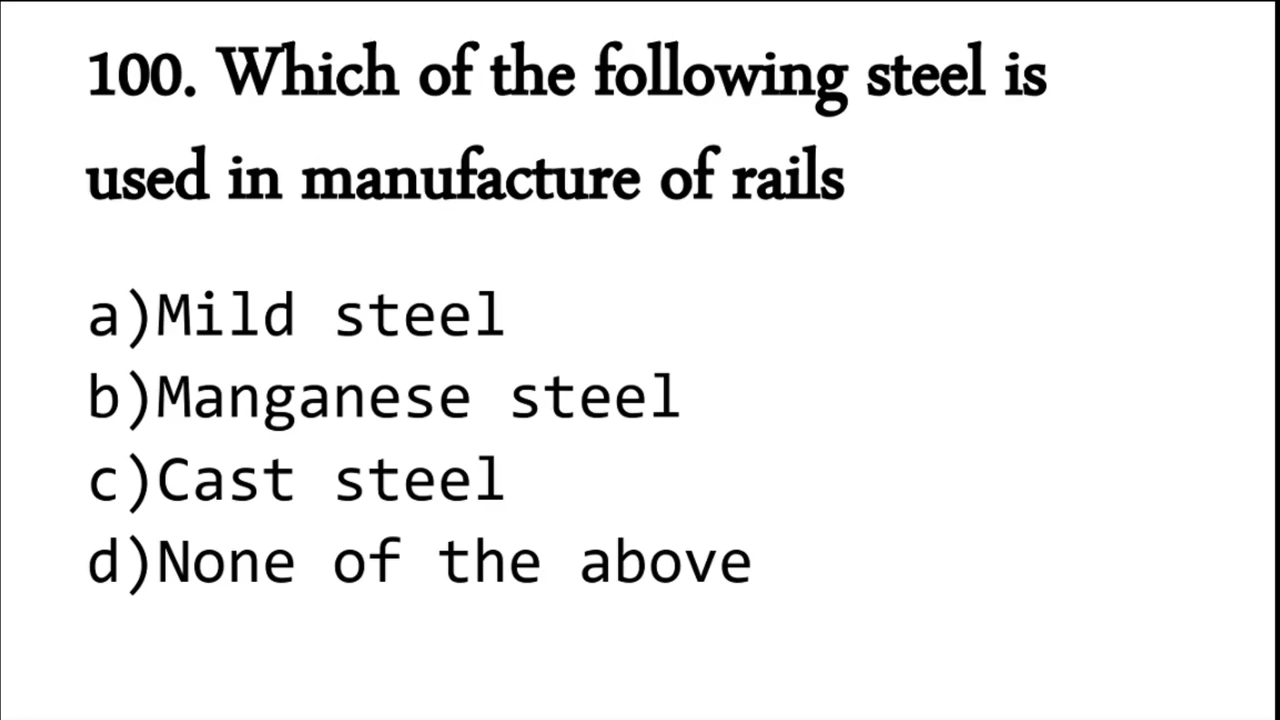 100. Which of the following steel is
used in manufacture of rails
a)Mild steel
b)Manganese steel
c)Cast steel
d)None of the above